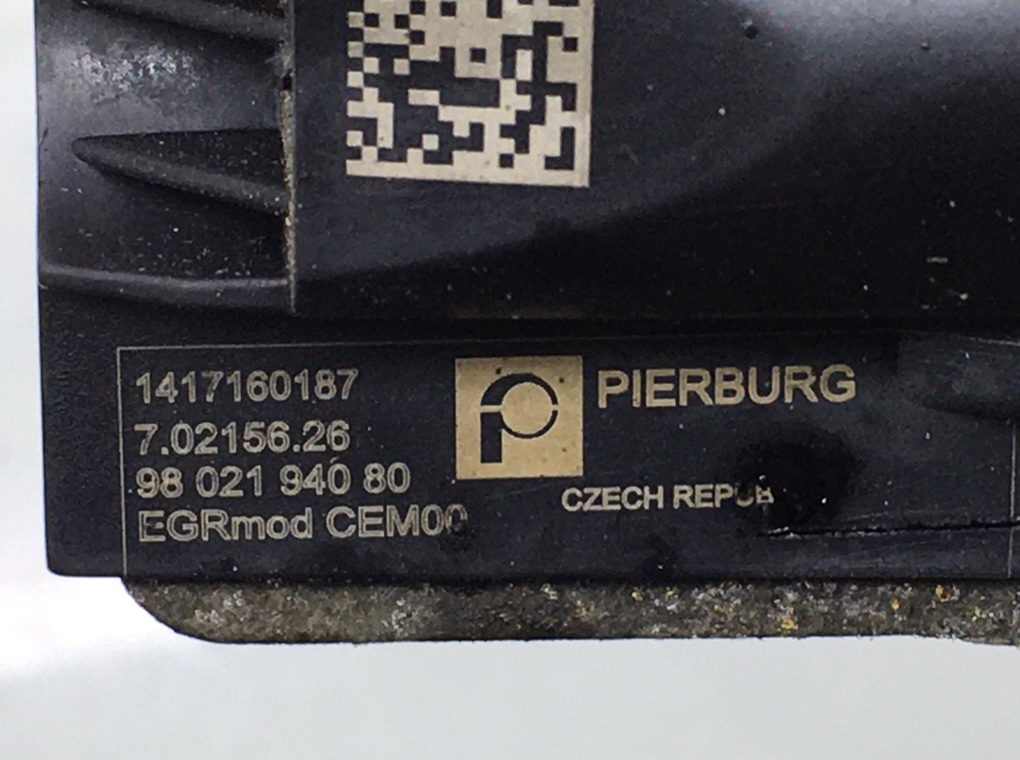 1417160187
7.02156.26
98 021 940 80
EGRmod CEM00
PIERBURG
CZECH